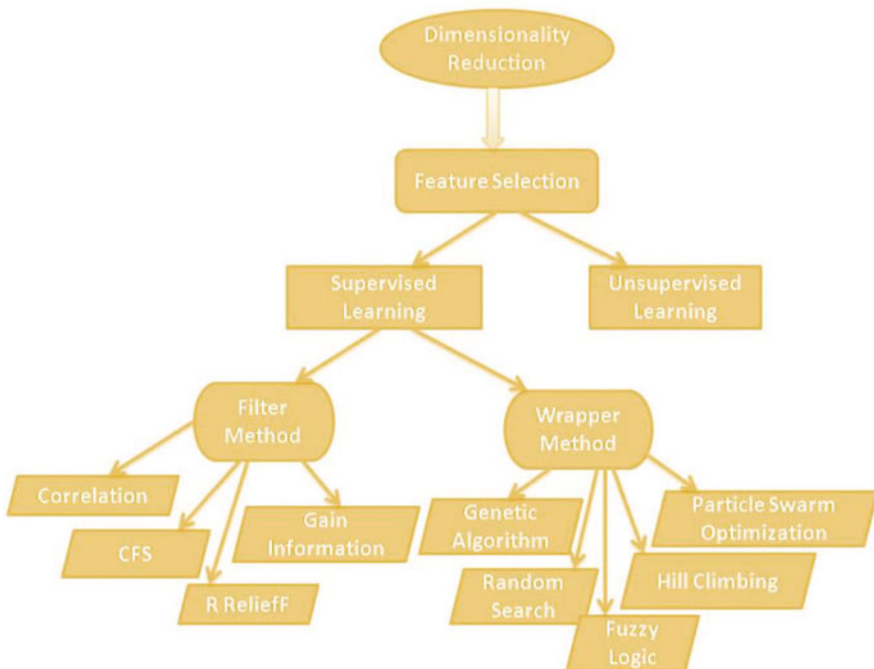 Dimensionality
Reduction
Feature Selection
Supervised
Learning
Unsupervised
Learning
Filter
Method
Wrapper
Method
Correlation
CFS
R ReliefF
Gain
Information
Genetic
Algorithm
Random
Search
Fuzzy
Logic
Hill Climbing
Particle Swarm
Optimization